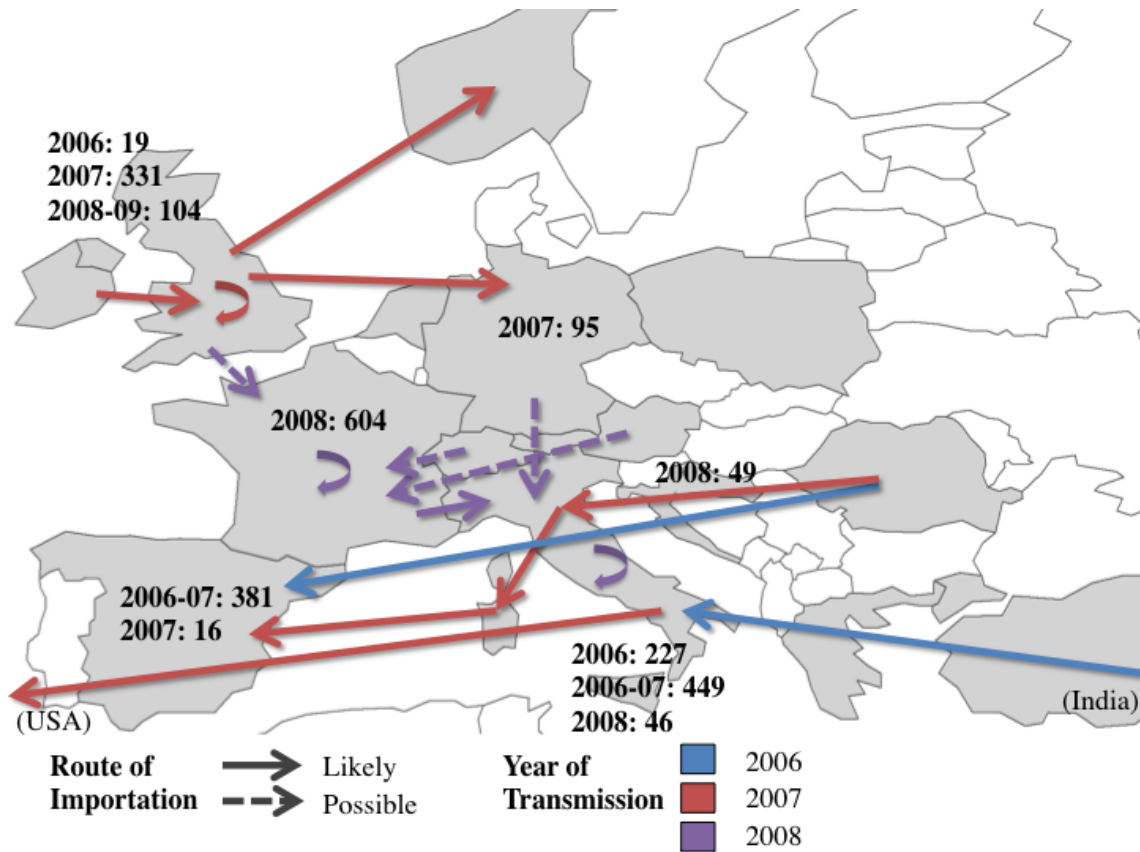 2006: 19
2007: 331
2008-09: 104
2007: 95
2008: 604
2008: 49
2006-07: 381
2007: 16
2006: 227
2006-07: 449
2008: 46
(USA)
(India)
Route of
Importation
Likely
Possible
Year of
Transmission
2006
2007
2008